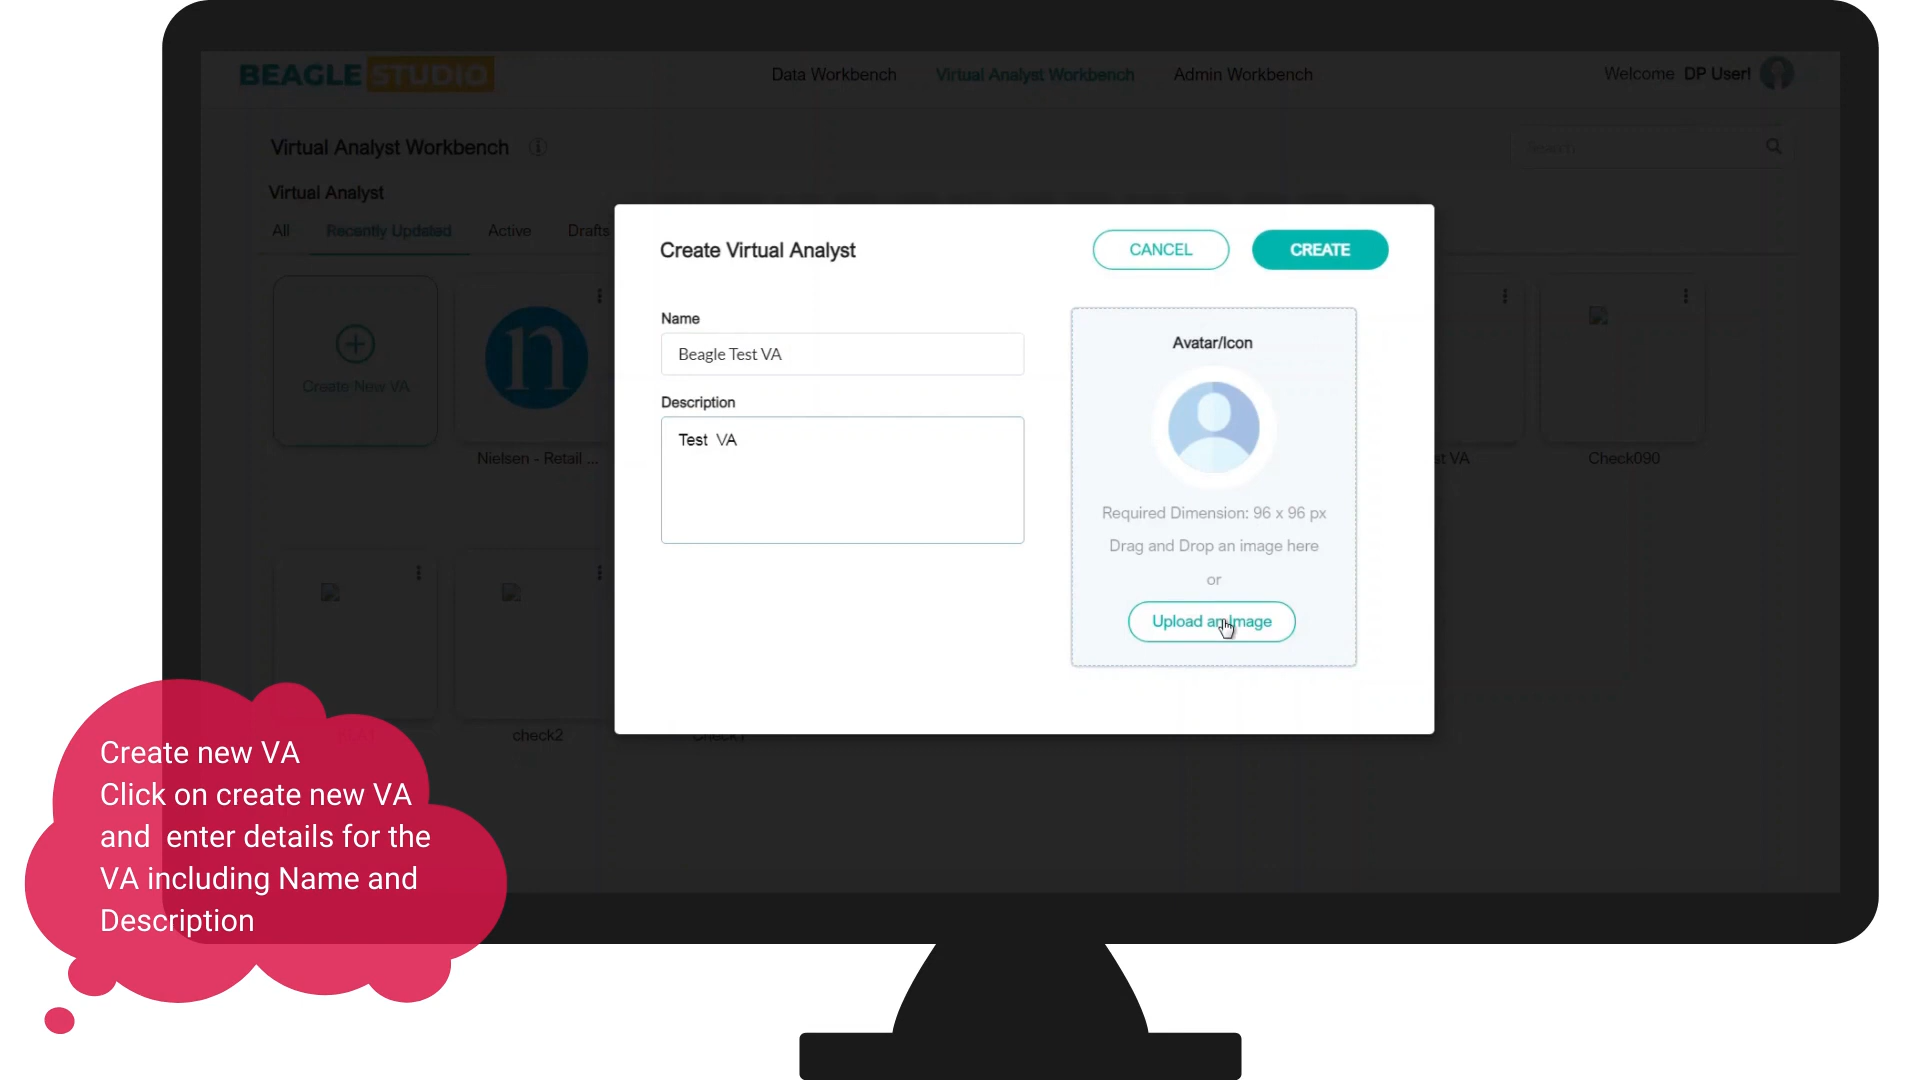 BEAGLE STUDIO
Data Workbench
Virtual Analyst Workbench
Admin Workbench
Welcome DP User!
Virtual Analyst Workbench
Search
Virtual Analyst
All
Recently Updated
Active
Drafts
Create Virtual Analyst
CANCEL
CREATE
Name
Beagle Test VA
Description
Test VA
Avatar/Icon
Required Dimension: 96 x 96 px
Drag and Drop an image here
or
Upload an Image
Create New VA
n
Nielsen - Retail ...
st VA
Check090
check2
Check1
Create new VA
Click on create new VA
and enter details for the
VA including Name and
Description